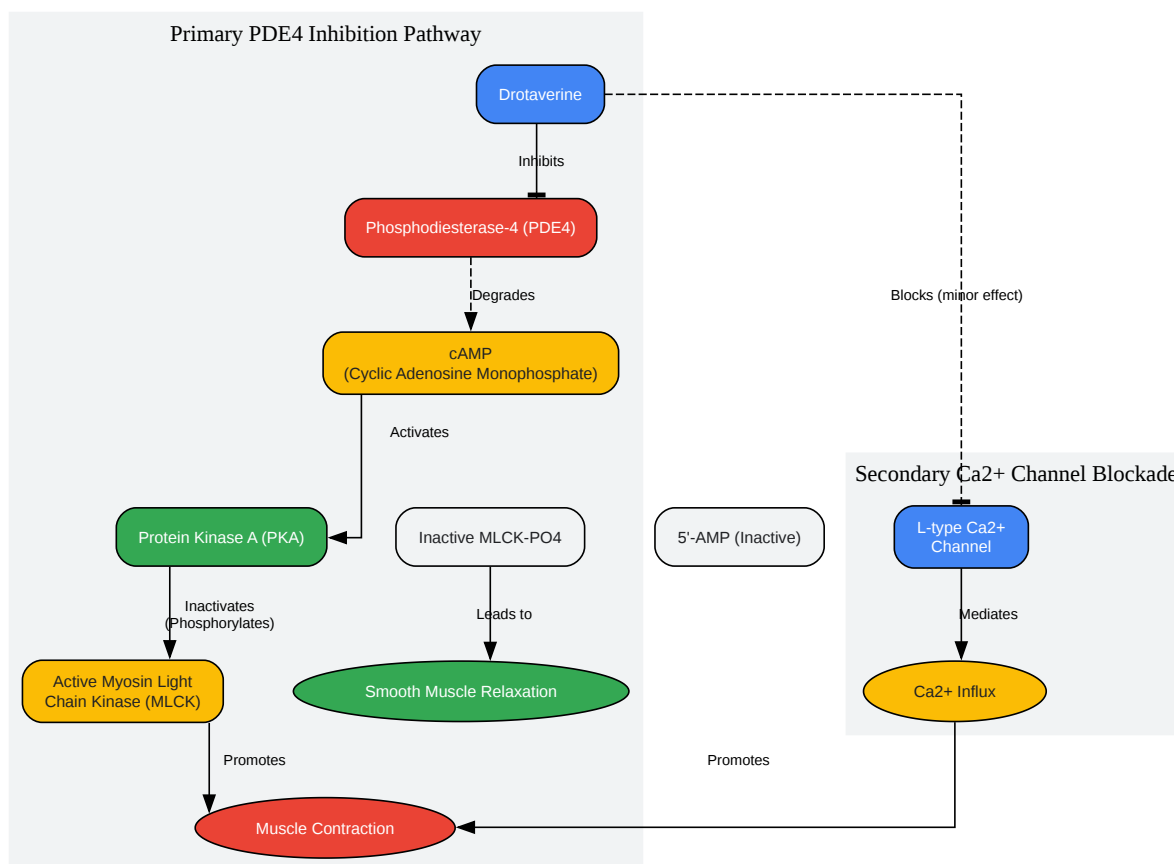 Primary PDE4 Inhibition Pathway
Drotaverine
Inhibits
Phosphodiesterase-4 (PDE4)
Degrades
Blocks (minor effect)
cAMP
(Cyclic Adenosine Monophosphate)
Activates
Secondary Ca2+ Channel Blockade
Protein Kinase A (PKA)
Inactive MLCK-PO4
5'-AMP (Inactive)
L-type Ca2+
Channel
Inactivates
(Phosphorylates)
Leads to
Mediates
Active Myosin Light
Chain Kinase (MLCK)
Smooth Muscle Relaxation
Ca2+ Influx
Promotes
Promotes
Muscle Contraction